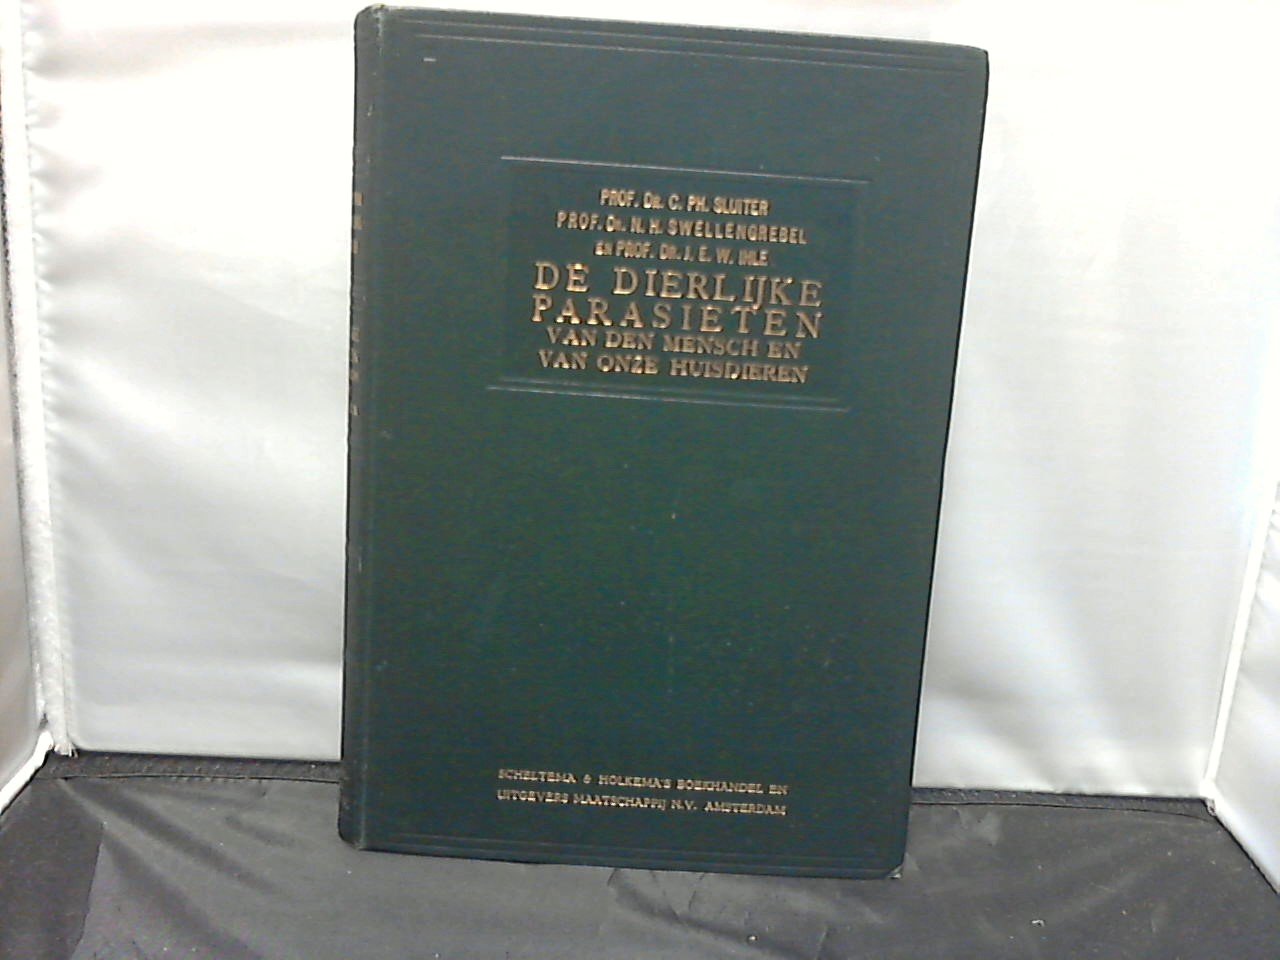 PROF. DR. C. PH. SLUITER
PROF. DR. N. H. SWELLENGREBEL
EN PROF. DR. J. E. W. IHLE
DE DIERLIJKE
PARASIETEN
VAN DEN MENSCH EN
VAN ONZE HUISDIEREN
SCHELTEMA & HOLKEMA'S BOEKHANDEL EN
UITGEVERS MAATSCHAPPIJ N.V. AMSTERDAM